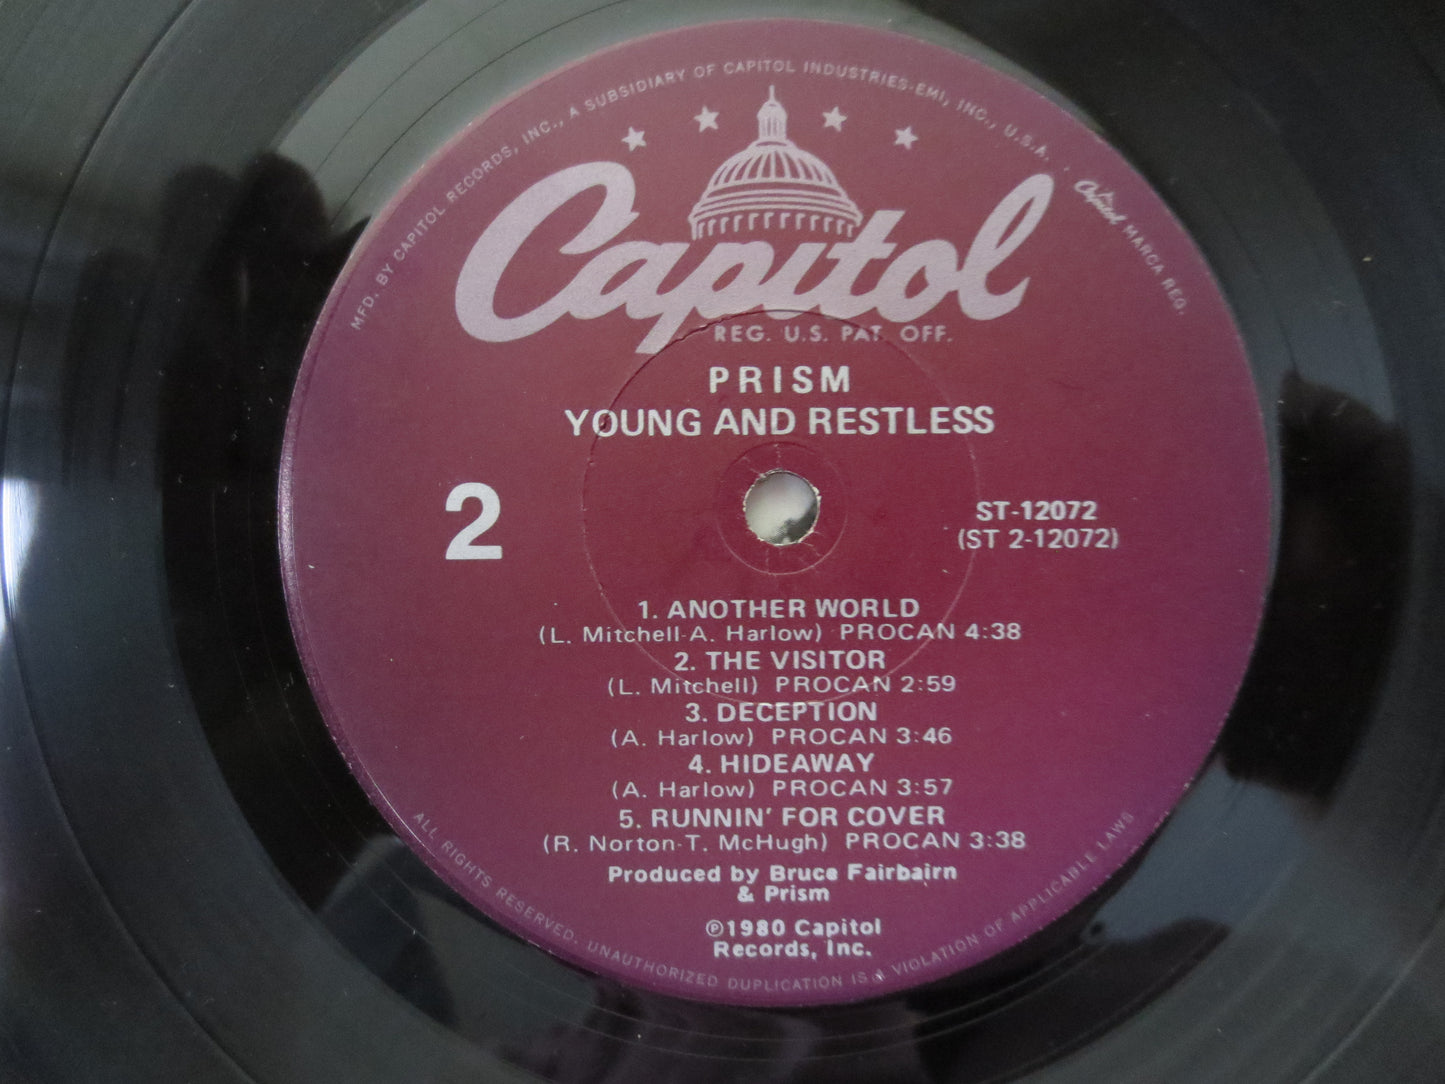 MFD. BY CAPITOL RECORDS, INC., A SUBSIDIARY OF CAPITOL INDUSTRIES-EMI, INC., U.S.A.
Capitol MARCA REG.
Capitol
REG. U.S. PAT. OFF.
PRISM
YOUNG AND RESTLESS
2
ST-12072
(ST 2-12072)
1. ANOTHER WORLD
(L. Mitchell-A. Harlow) PROCAN 4:38
2. THE VISITOR
(L. Mitchell) PROCAN 2:59
3. DECEPTION
(A. Harlow) PROCAN 3:46
4. HIDEAWAY
(A. Harlow) PROCAN 3:57
5. RUNNIN' FOR COVER
(R. Norton-T. McHugh) PROCAN 3:38
Produced by Bruce Fairbairn
& Prism
℗1980 Capitol
Records, Inc.
ALL RIGHTS RESERVED. UNAUTHORIZED DUPLICATION IS A VIOLATION OF APPLICABLE LAWS